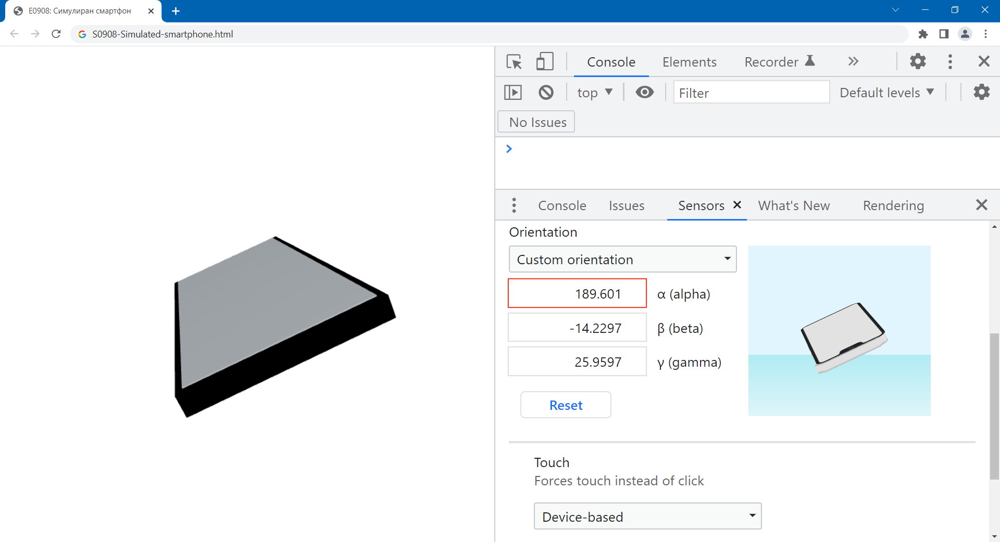 E0908: Симулиран смартфон
S0908-Simulated-smartphone.html
Console Elements Recorder
top Filter Default levels
No Issues
Console Issues Sensors What's New Rendering
Orientation
Custom orientation
189.601 α (alpha)
-14.2297 β (beta)
25.9597 γ (gamma)
Reset
Touch
Forces touch instead of click
Device-based